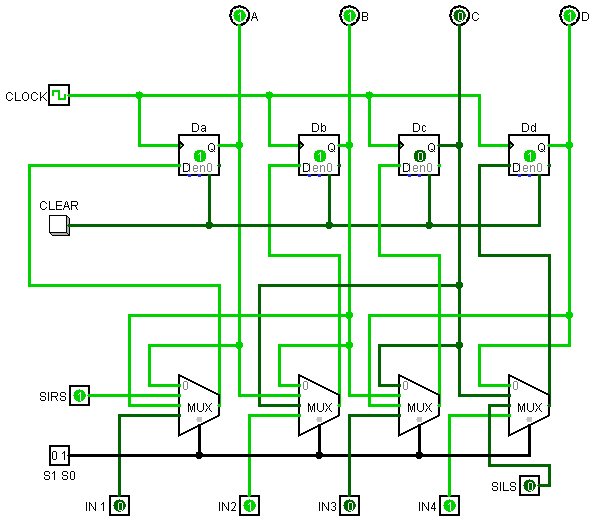 1 A 1 B 0 C 1 D
CLOCK
Da Db Dc Dd
Q Q Q Q
1 1 0 1
D en 0 D en 0 D en 0 D en 0
CLEAR
0 0 0 0
SIRS 1 MUX MUX MUX MUX
0 1
S1 S0
SILS 0
IN 1 0 IN2 1 IN3 0 IN4 1